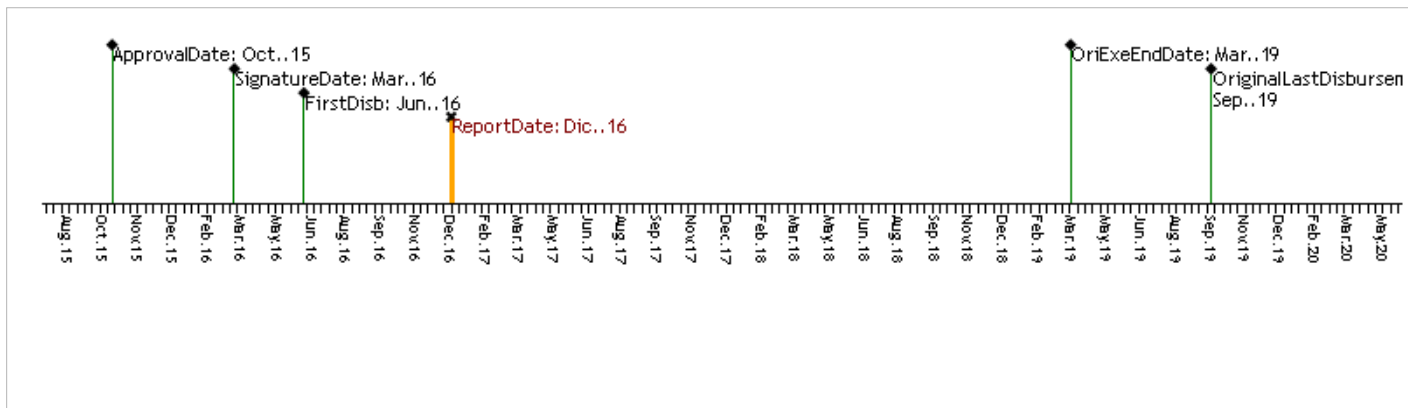 ApprovalDate: Oct..15
SignatureDate: Mar..16
FirstDisb: Jun..16
ReportDate: Dic..16
OriExeEndDate: Mar..19
OriginalLastDisbursen
Sep..19
Aug.15
Oct.15
Nov.15
Dec.15
Feb.16
Mar.16
May.16
Jun.16
Aug.16
Sep.16
Nov.16
Dec.16
Feb.17
Mar.17
May.17
Jun.17
Aug.17
Sep.17
Nov.17
Dec.17
Feb.18
Mar.18
May.18
Jun.18
Aug.18
Sep.18
Nov.18
Dec.18
Feb.19
Mar.19
May.19
Jun.19
Aug.19
Sep.19
Nov.19
Dec.19
Feb.20
Mar.20
May.20